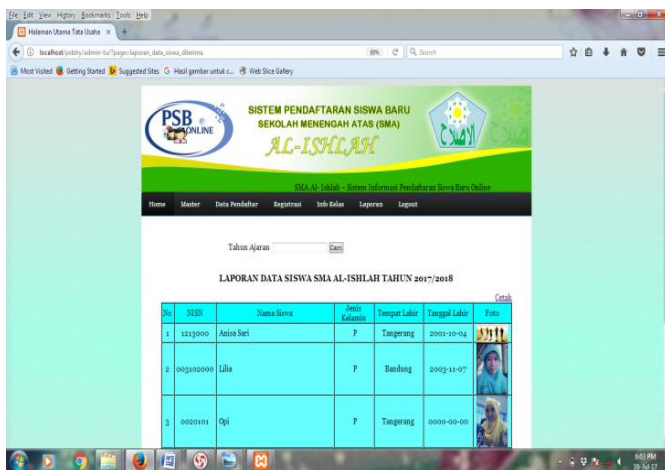 File Edit View History Bookmarks Tools Help
Halaman Utama Tata Usaha × +
localhost/psbtry/admin-tu/?page=laporan_data_siswa_diterima 80% Search
Most Visited Getting Started Suggested Sites Hasil gambar untuk c... Web Slice Gallery
PSB ONLINE
SISTEM PENDAFTARAN SISWA BARU
SEKOLAH MENENGAH ATAS (SMA)
AL-ISHLAH
الاصلاح
SMA Al- Ishlah - Sistem Informasi Pendaftaran Siswa Baru Online
Home Master Data Pendaftar Registrasi Info Kelas Laporan Logout
Tahun Ajaran Cari
LAPORAN DATA SISWA SMA AL-ISHLAH TAHUN 2017/2018
Cetak
No NISN Nama Siswa Jenis Kelamin Tempat Lahir Tanggal Lahir Foto
1 1213000 Anisa Sari P Tangerang 2001-10-04
2 003102000 Lilia P Bandung 2003-11-07
3 0020101 Opi P Tangerang 0000-00-00
6:03 PM
16-Jul-17